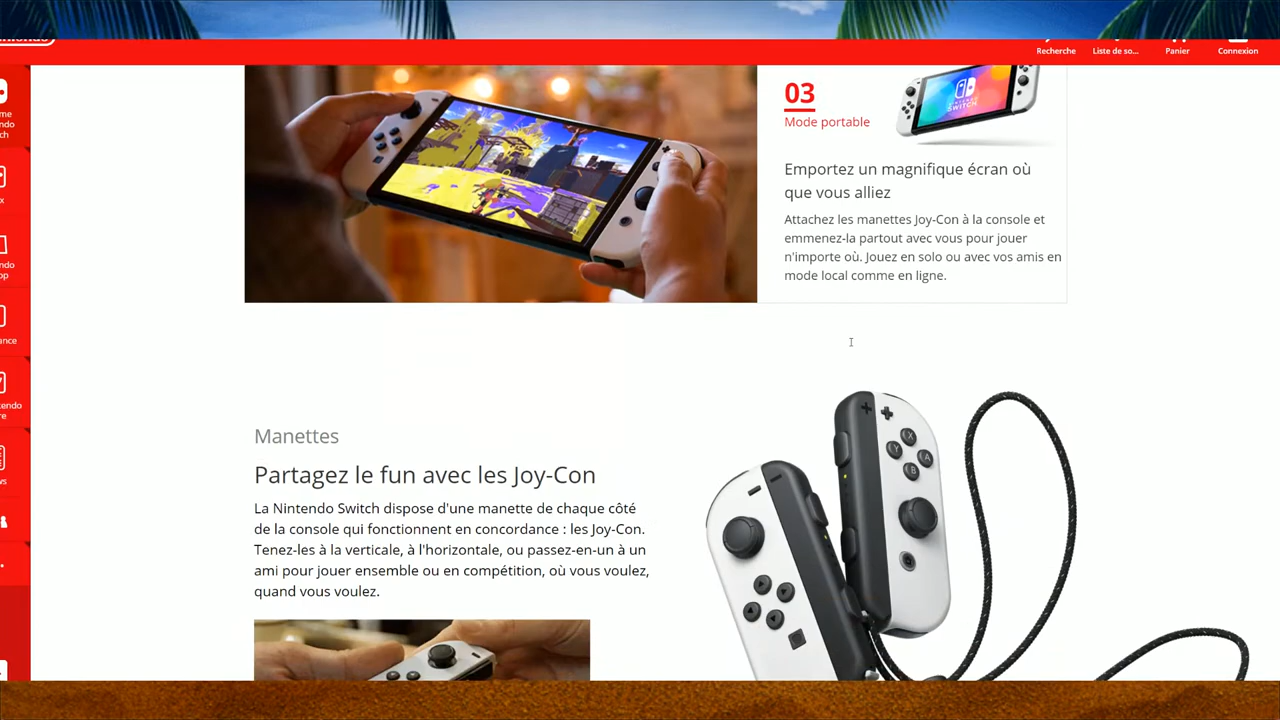 Recherche
Liste de so...
Panier
Connexion
03
Mode portable
NINTENDO
SWITCH
Emportez un magnifique écran où
que vous alliez
Attachez les manettes Joy-Con à la console et
emmenez-la partout avec vous pour jouer
n'importe où. Jouez en solo ou avec vos amis en
mode local comme en ligne.
Manettes
Partagez le fun avec les Joy-Con
La Nintendo Switch dispose d'une manette de chaque côté
de la console qui fonctionnent en concordance : les Joy-Con.
Tenez-les à la verticale, à l'horizontale, ou passez-en-un à un
ami pour jouer ensemble ou en compétition, où vous voulez,
quand vous voulez.
X
Y
A
B